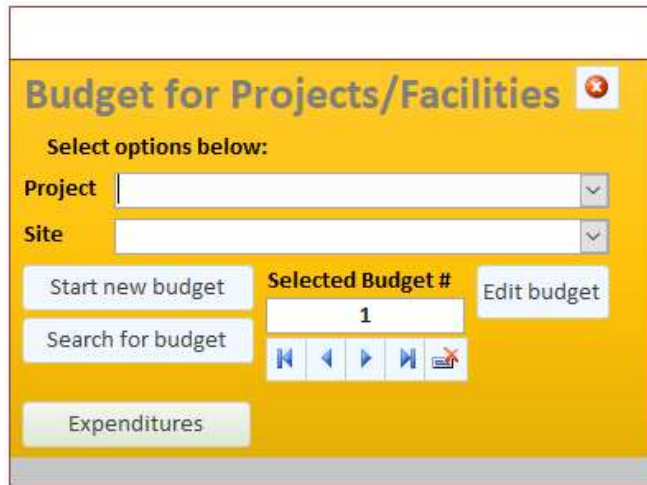 Budget for Projects/Facilities
Select options below:
Project
Site
Start new budget
Selected Budget #
Edit budget
1
Search for budget
Expenditures